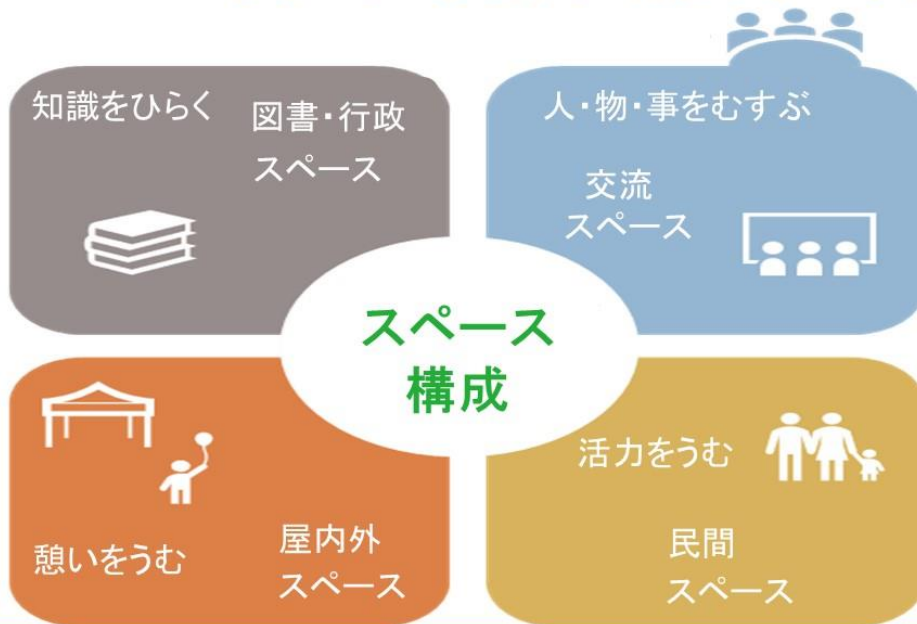 知識をひらく
図書・行政
スペース
人・物・事をむすぶ
交流
スペース
スペース
構成
憩いをうむ
屋内外
スペース
活力をうむ
民間
スペース